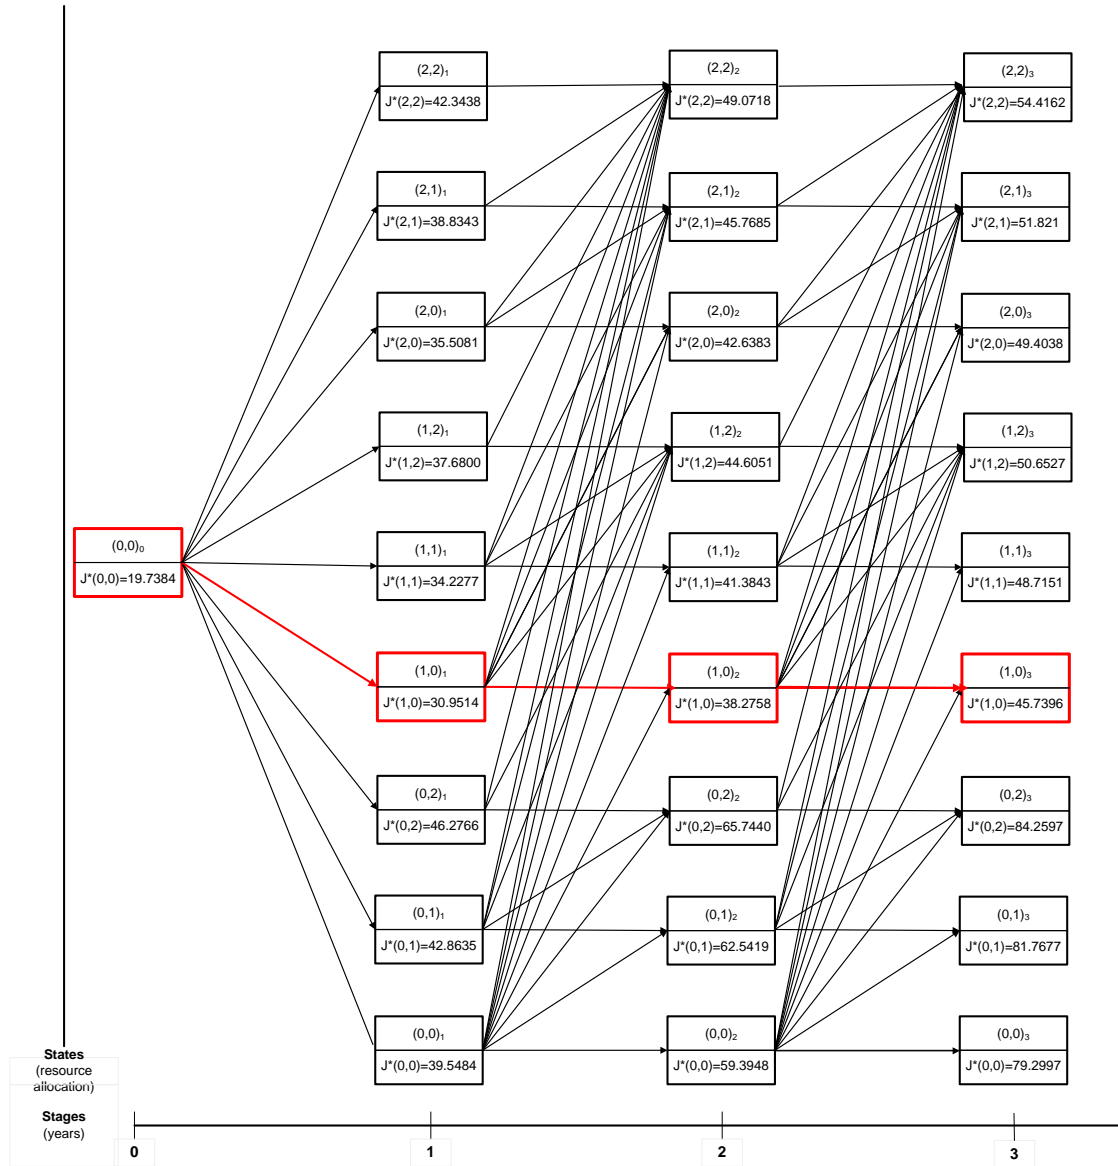 (2,2)₁
J*(2,2)=42.3438
(2,2)₂
J*(2,2)=49.0718
(2,2)₃
J*(2,2)=54.4162
(2,1)₁
J*(2,1)=38.8343
(2,1)₂
J*(2,1)=45.7685
(2,1)₃
J*(2,1)=51.821
(2,0)₁
J*(2,0)=35.5081
(2,0)₂
J*(2,0)=42.6383
(2,0)₃
J*(2,0)=49.4038
(1,2)₁
J*(1,2)=37.6800
(1,2)₂
J*(1,2)=44.6051
(1,2)₃
J*(1,2)=50.6527
(0,0)₀
J*(0,0)=19.7384
(1,1)₁
J*(1,1)=34.2277
(1,1)₂
J*(1,1)=41.3843
(1,1)₃
J*(1,1)=48.7151
(1,0)₁
J*(1,0)=30.9514
(1,0)₂
J*(1,0)=38.2758
(1,0)₃
J*(1,0)=45.7396
(0,2)₁
J*(0,2)=46.2766
(0,2)₂
J*(0,2)=65.7440
(0,2)₃
J*(0,2)=84.2597
(0,1)₁
J*(0,1)=42.8635
(0,1)₂
J*(0,1)=62.5419
(0,1)₃
J*(0,1)=81.7677
(0,0)₁
J*(0,0)=39.5484
(0,0)₂
J*(0,0)=59.3948
(0,0)₃
J*(0,0)=79.2997
States
(resource
allocation)
Stages
(years)
0
1
2
3